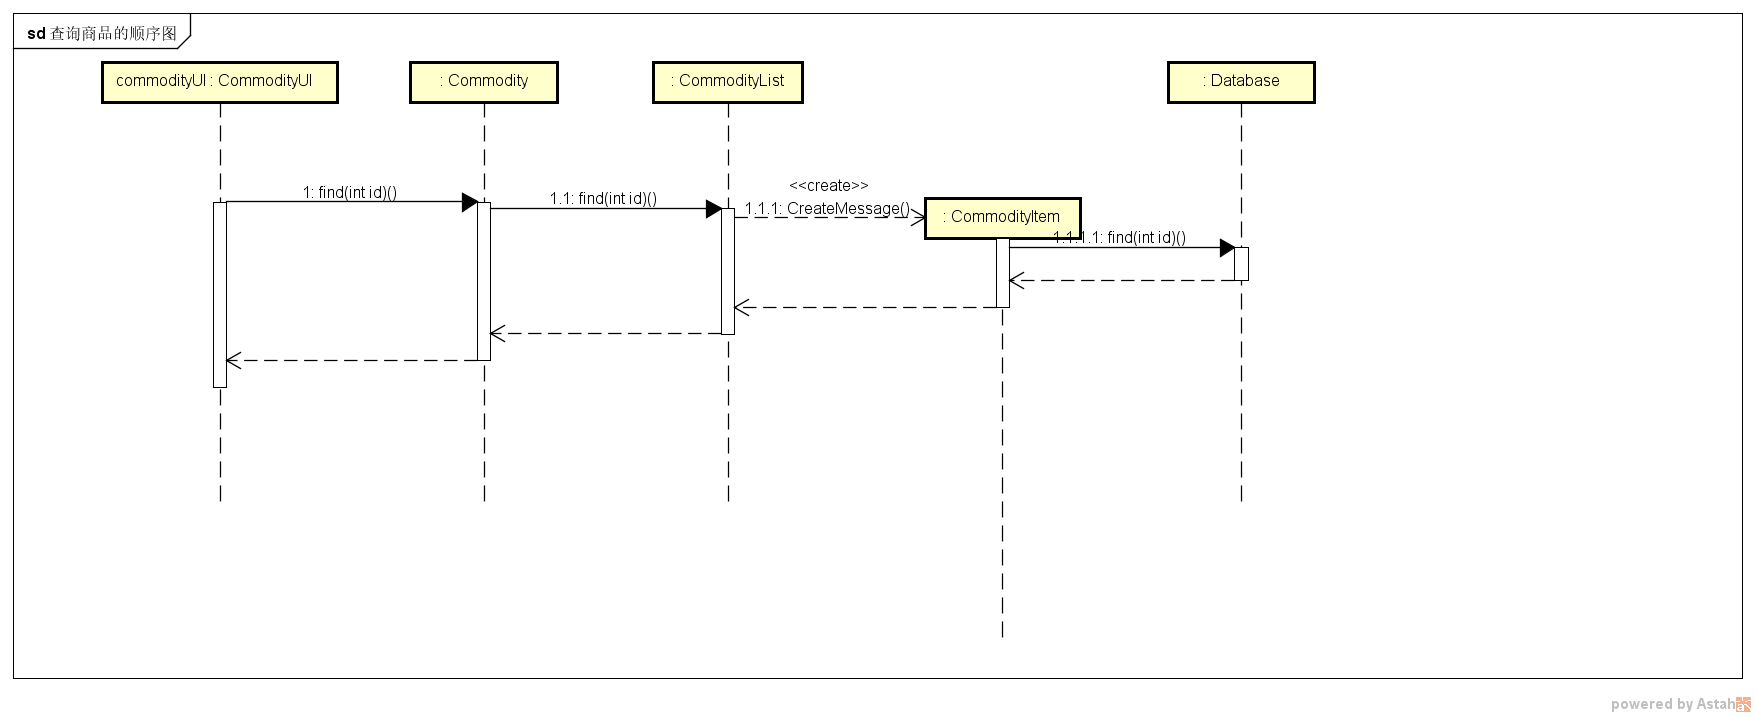 sd 查询商品的顺序图
commodityUI : CommodityUI
: Commodity
: CommodityList
: Database
1: find(int id)()
1.1: find(int id)()
<<create>>
1.1.1: CreateMessage()
: CommodityItem
1.1.1.1: find(int id)()
powered by Astah